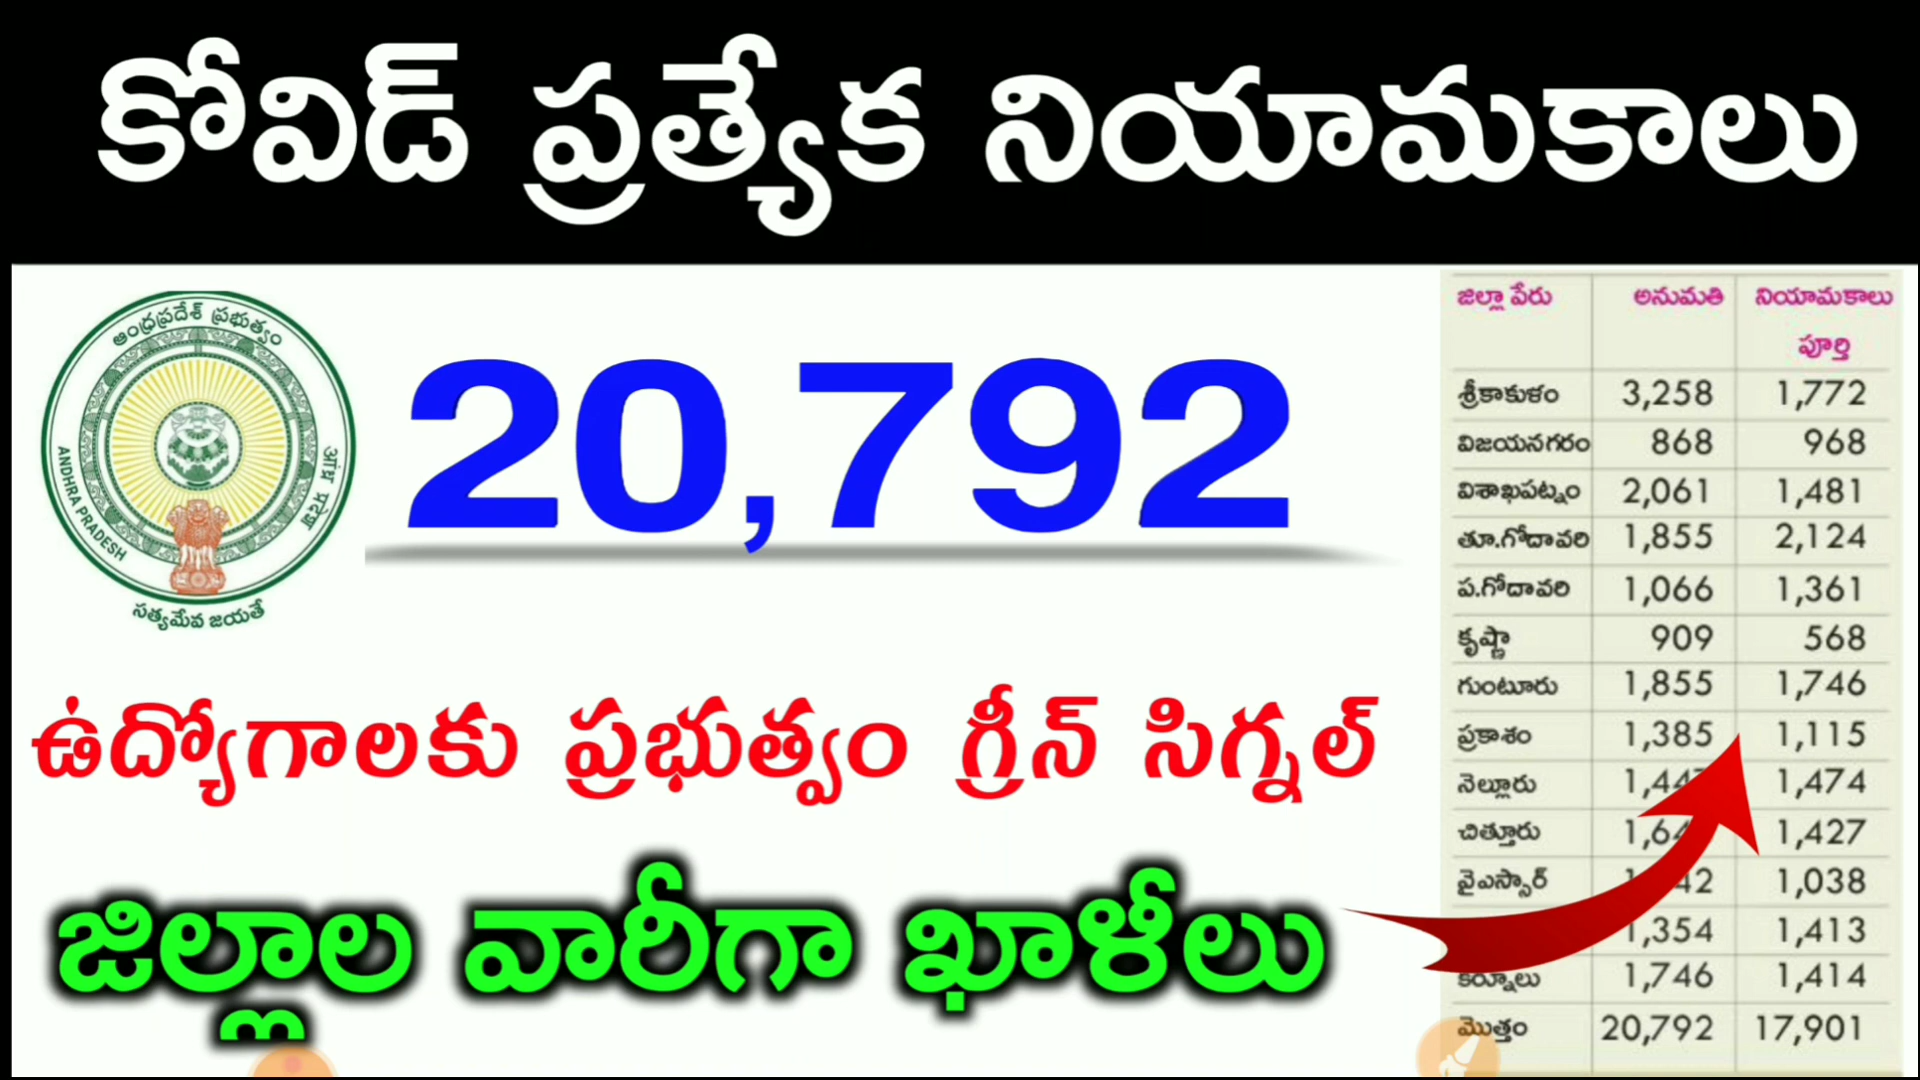 కోవిడ్ ప్రత్యేక నియామకాలు
ఆంధ్రప్రదేశ్ ప్రభుత్వం
ANDHRA PRADESH
आंध्र प्रदेश
సత్యమేవ జయతే
20,792
ఉద్యోగాలకు ప్రభుత్వం గ్రీన్ సిగ్నల్
జిల్లాల వారీగా ఖాళీలు
జిల్లా పేరు అనుమతి నియామకాలు
పూర్తి
శ్రీకాకుళం 3,258 1,772
విజయనగరం 868 968
విశాఖపట్నం 2,061 1,481
తూ.గోదావరి 1,855 2,124
ప.గోదావరి 1,066 1,361
కృష్ణా 909 568
గుంటూరు 1,855 1,746
ప్రకాశం 1,385 1,115
నెల్లూరు 1,474
చిత్తూరు 1,427
వైఎస్సార్ 1,038
1,354 1,413
కర్నూలు 1,746 1,414
మొత్తం 20,792 17,901